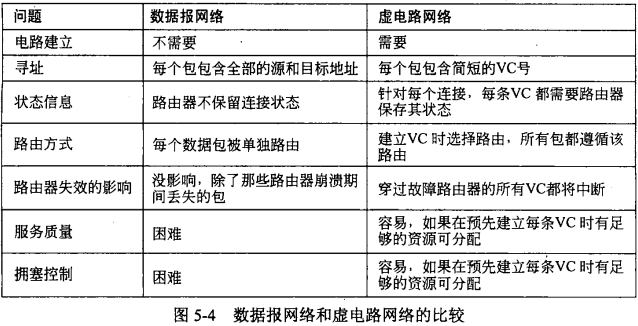 问题 数据报网络 虚电路网络
电路建立 不需要 需要
寻址 每个包包含全部的源和目标地址 每个包包含简短的VC号
状态信息 路由器不保留连接状态 针对每个连接,每条VC 都需要路由器
保存其状态
路由方式 每个数据包被单独路由 建立VC 时选择路由,所有包都遵循该
路由
路由器失效的影响 没影响,除了那些路由器崩溃期
间丢失的包 穿过故障路由器的所有VC都将中断
服务质量 困难 容易,如果在预先建立每条VC 时有足
够的资源可分配
拥塞控制 困难 容易,如果在预先建立每条VC 时有足
够的资源可分配
图 5-4 数据报网络和虚电路网络的比较